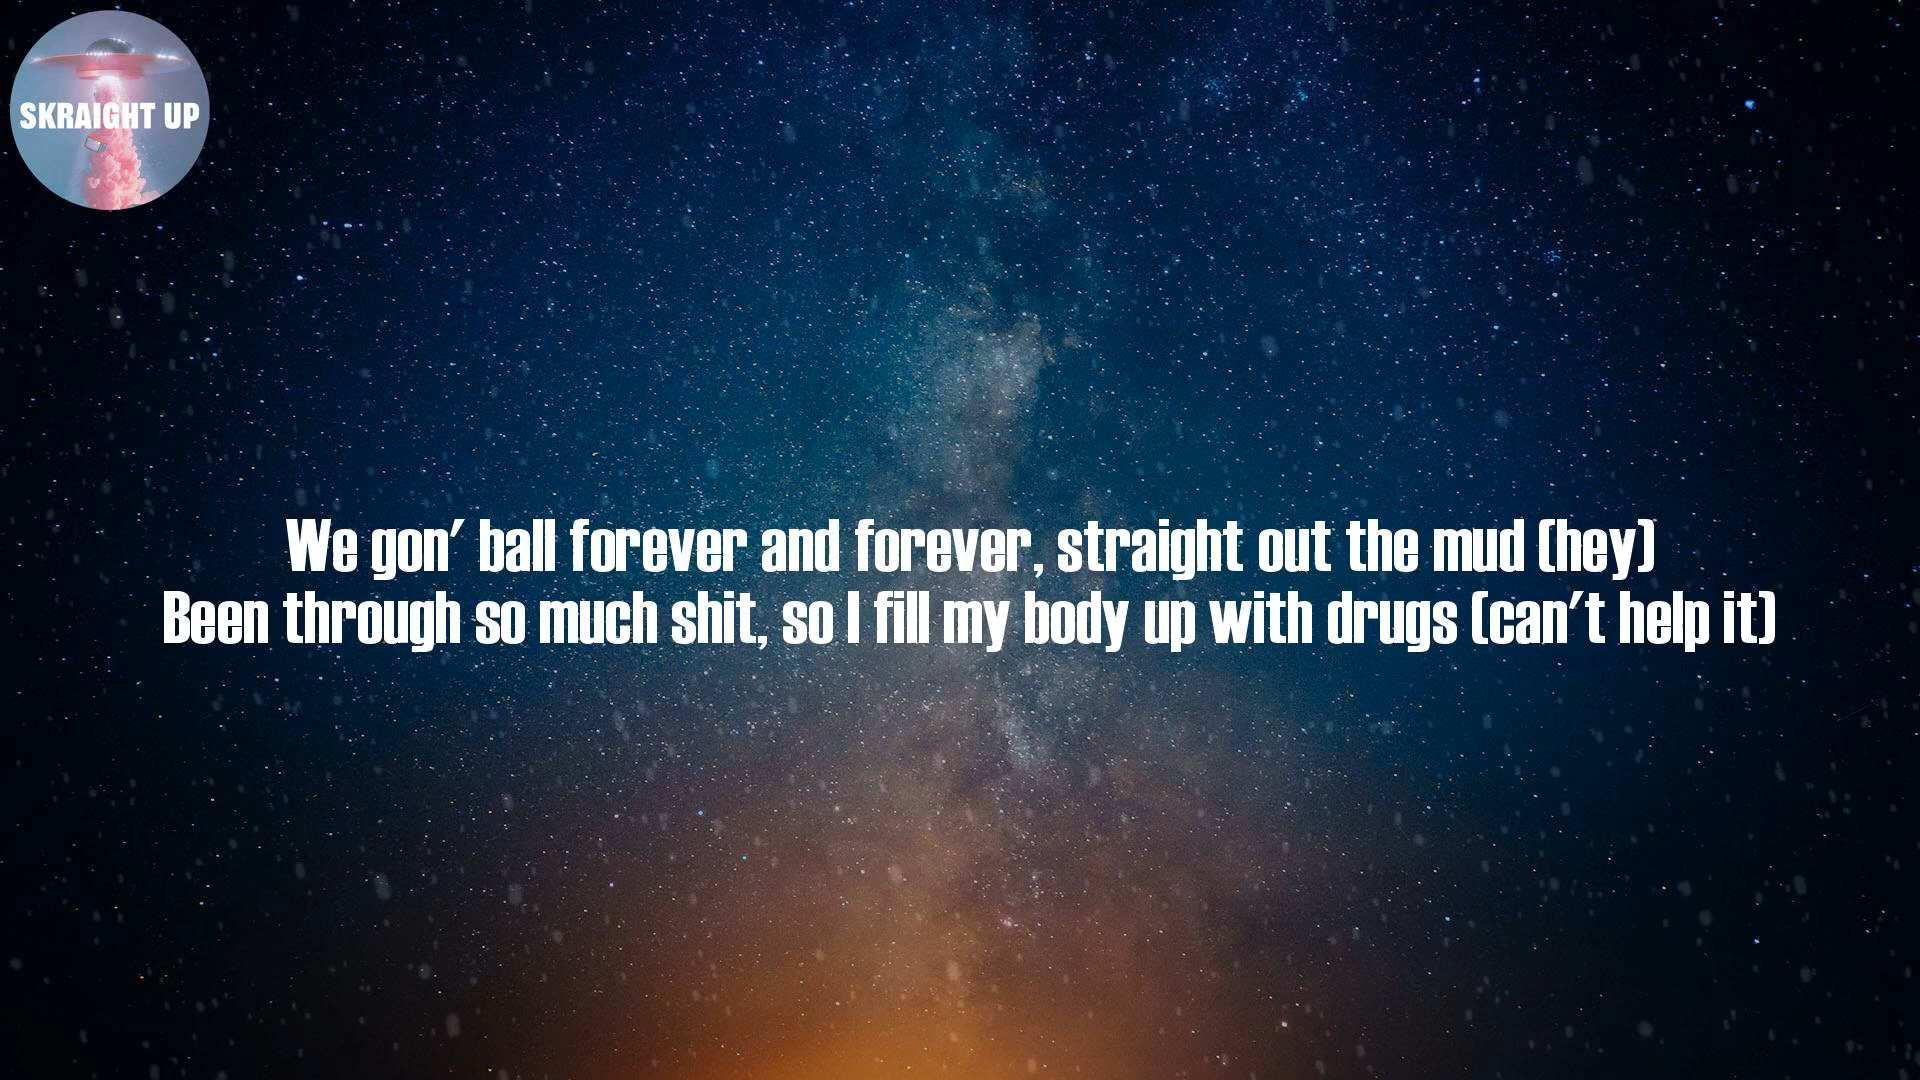 SKRAIGHT UP
We gon' ball forever and forever, straight out the mud (hey)
Been through so much shit, so I fill my body up with drugs (can't help it)